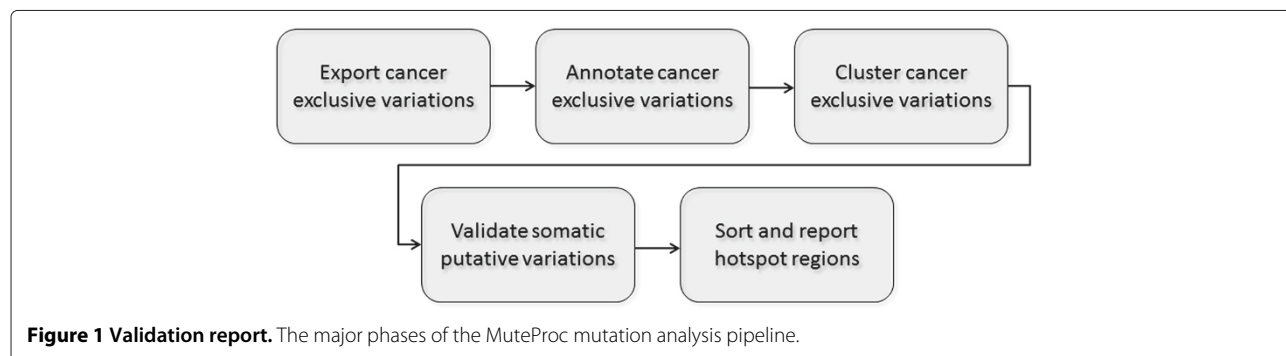 Export cancer
exclusive variations
Annotate cancer
exclusive variations
Cluster cancer
exclusive variations
Validate somatic
putative variations
Sort and report
hotspot regions
Figure 1 Validation report. The major phases of the MuteProc mutation analysis pipeline.